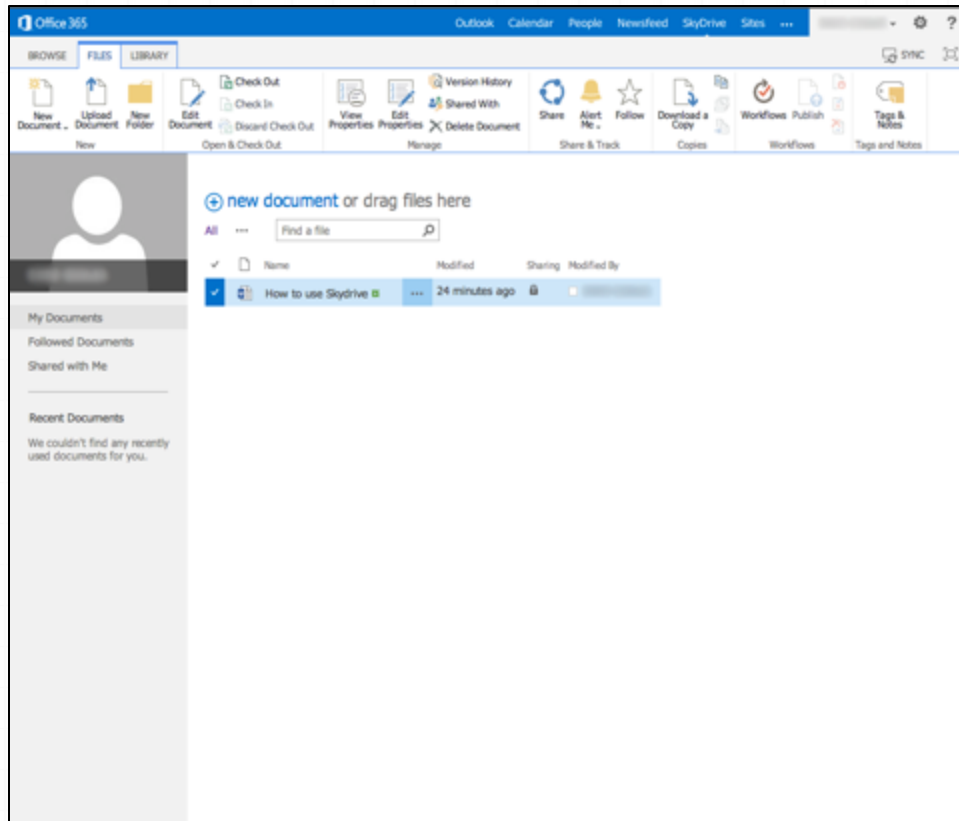 Office 365
Outlook Calendar People Newsfeed SkyDrive Sites ... ?
BROWSE FILES LIBRARY SYNC
New Document
Upload Document
New Folder
New
Edit Document
Check Out
Check In
Discard Check Out
Open & Check Out
View Properties
Edit Properties
Version History
Shared With
Delete Document
Manage
Share
Alert Me
Follow
Share & Track
Download a Copy
Copies
Workflows
Publish
Workflows
Tags & Notes
Tags and Notes
new document or drag files here
All ... Find a file
Name Modified Sharing Modified By
How to use Skydrive ... 24 minutes ago
My Documents
Followed Documents
Shared with Me
Recent Documents
We couldn't find any recently
used documents for you.